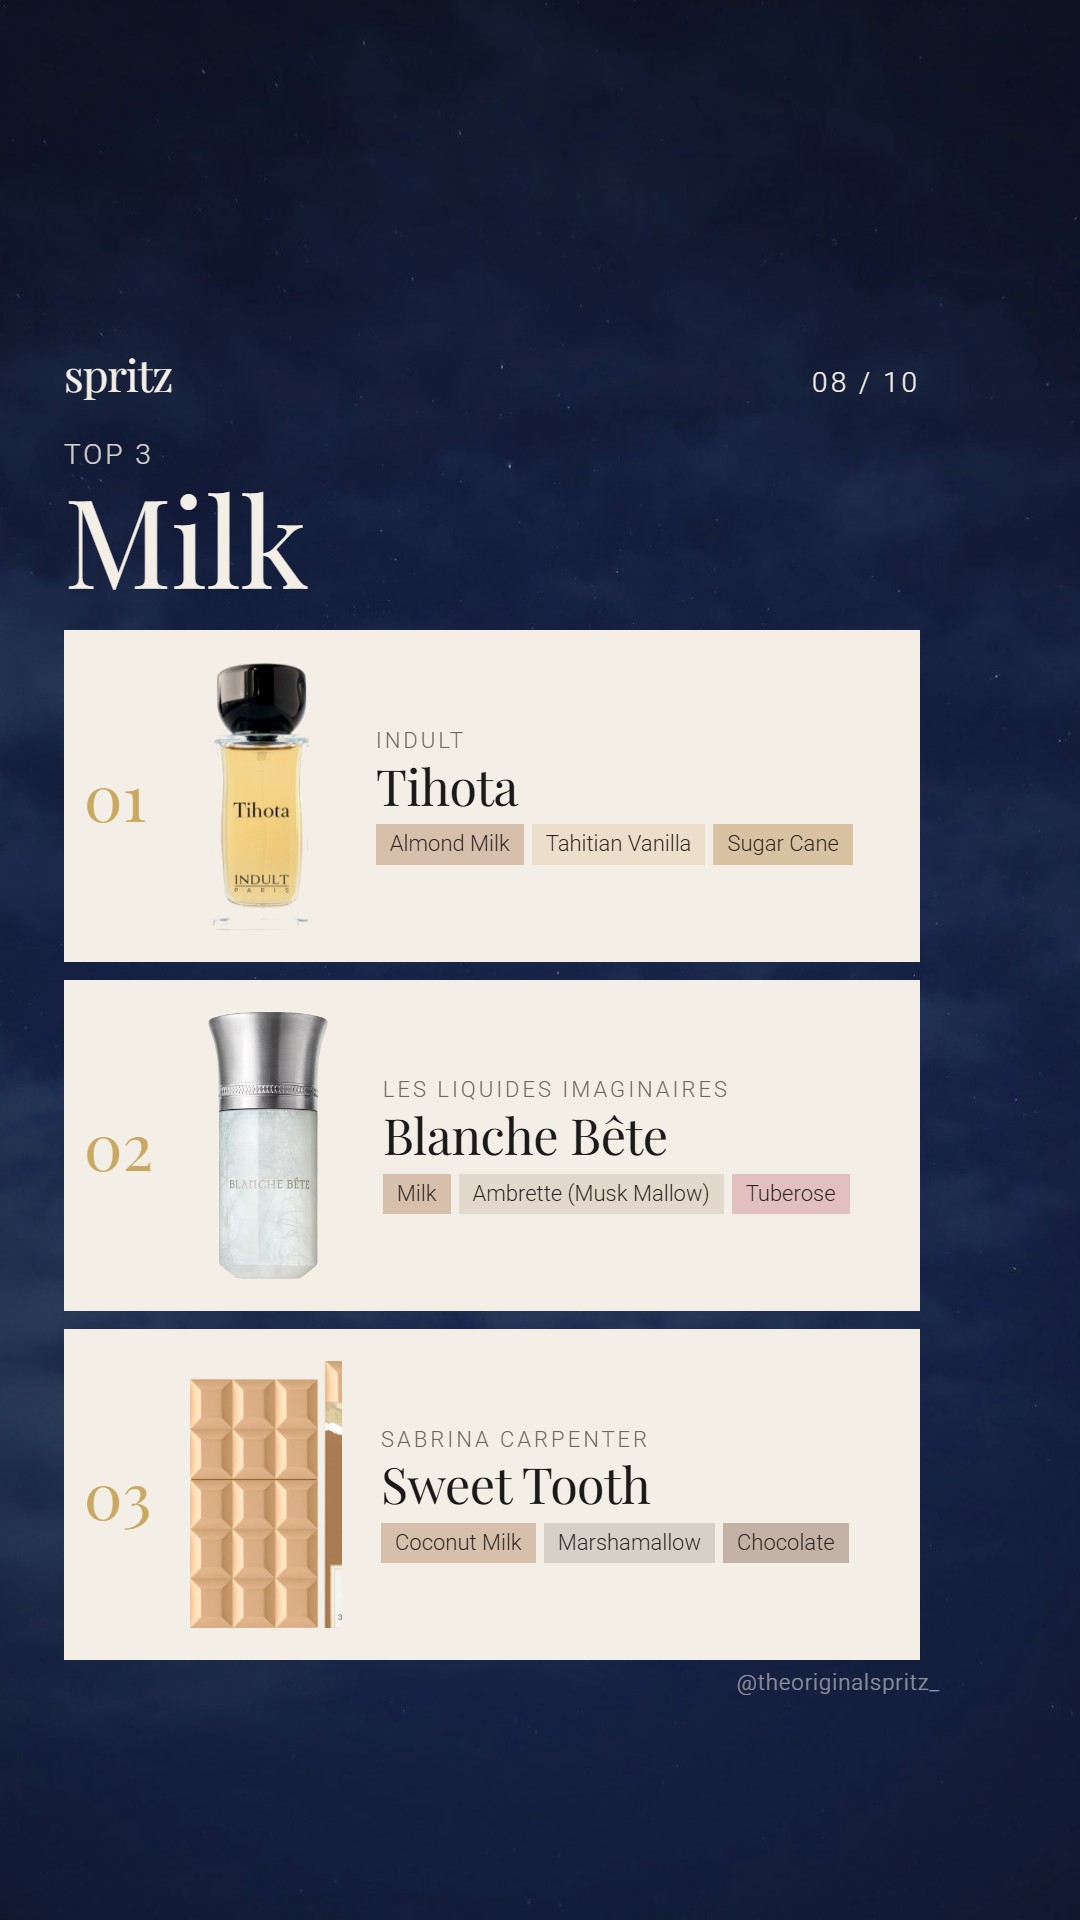 spritz
08 / 10
TOP 3
Milk
01
Tihota
INDULT
PARIS
INDULT
Tihota
Almond Milk
Tahitian Vanilla
Sugar Cane
02
BLANCHE BÊTE
LES LIQUIDES IMAGINAIRES
Blanche Bête
Milk
Ambrette (Musk Mallow)
Tuberose
03
3
SABRINA CARPENTER
Sweet Tooth
Coconut Milk
Marshamallow
Chocolate
@theoriginalspritz_